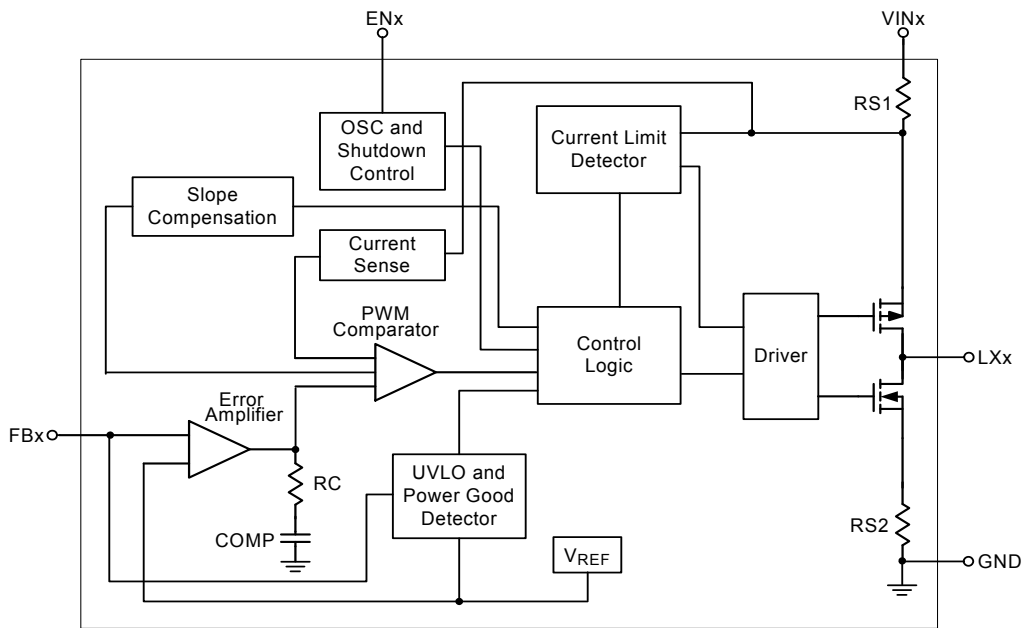 ENx
VINx
RS1
OSC and
Shutdown
Control
Current Limit
Detector
Slope
Compensation
Current
Sense
PWM
Comparator
Control
Logic
Driver
LXx
Error
Amplifier
FBx
RC
UVLO and
Power Good
Detector
COMP
RS2
VREF
GND